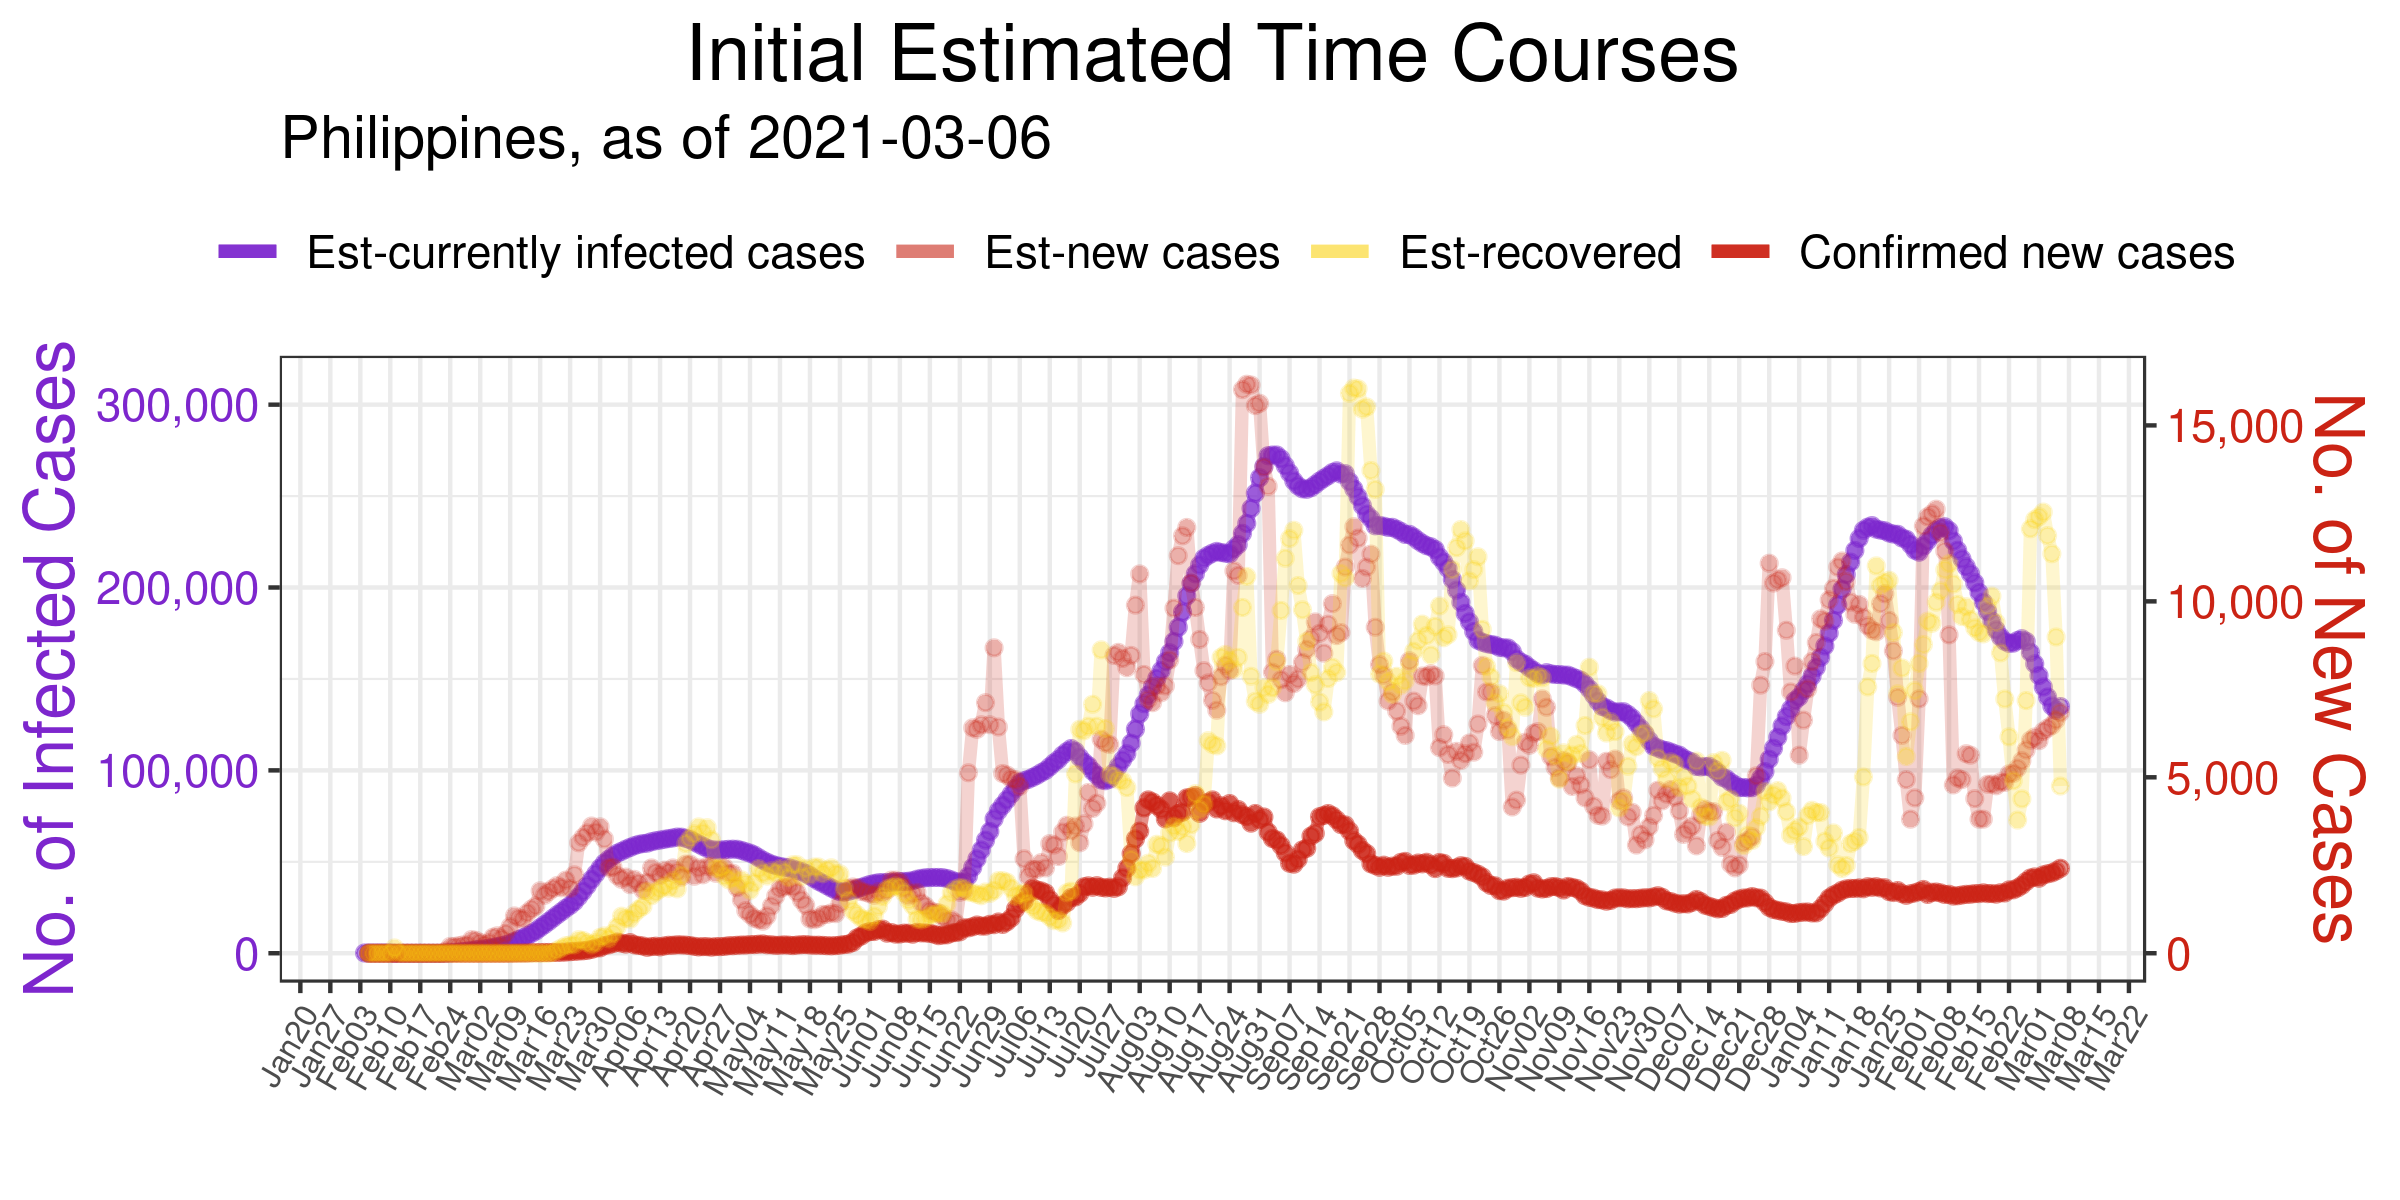 Initial Estimated Time Courses
Philippines, as of 2021-03-06
Est-currently infected cases Est-new cases Est-recovered Confirmed new cases
No. of Infected Cases
300,000
200,000
100,000
0
15,000
10,000
5,000
0
No. of New Cases
Jan20 Jan27 Feb03 Feb10 Feb17 Feb24 Mar02 Mar09 Mar16 Mar23 Mar30 Apr06 Apr13 Apr20 Apr27 May04 May11 May18 May25 Jun01 Jun08 Jun15 Jun22 Jun29 Jul06 Jul13 Jul20 Jul27 Aug03 Aug10 Aug17 Aug24 Aug31 Sep07 Sep14 Sep21 Sep28 Oct05 Oct12 Oct19 Oct26 Nov02 Nov09 Nov16 Nov23 Nov30 Dec07 Dec14 Dec21 Dec28 Jan04 Jan11 Jan18 Jan25 Feb01 Feb08 Feb15 Feb22 Mar01 Mar08 Mar15 Mar22